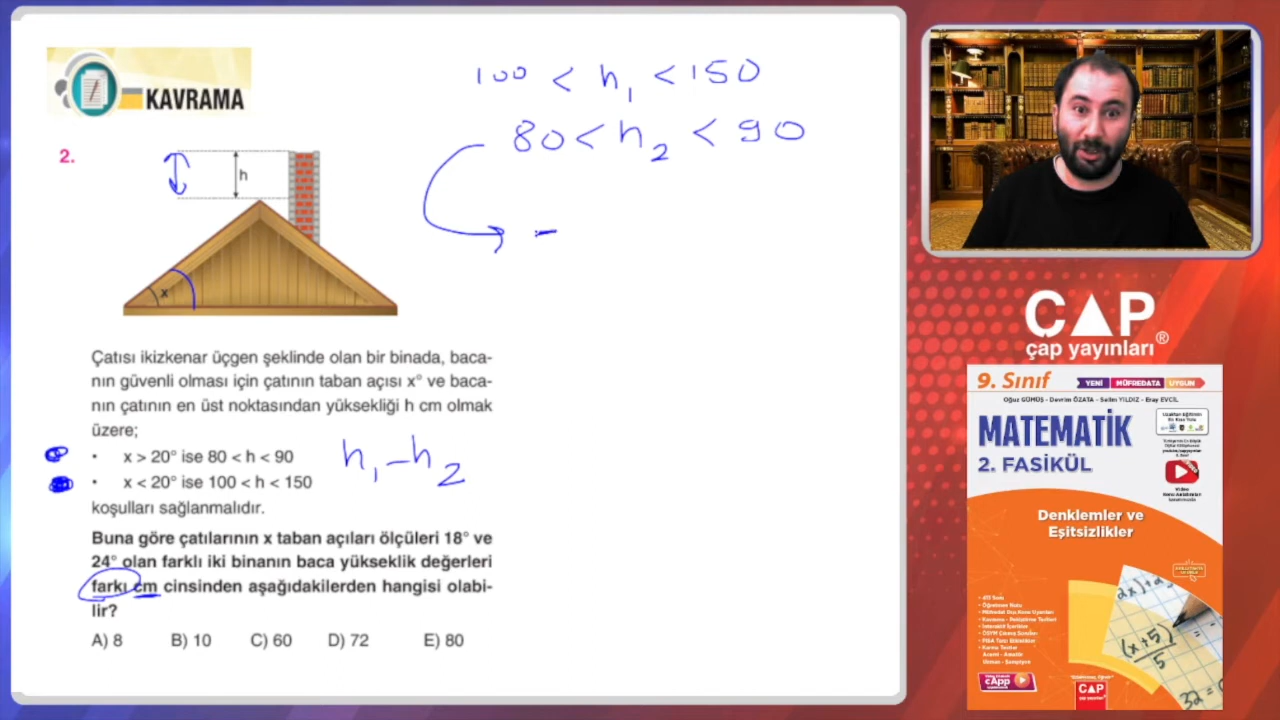 KAVRAMA
100 < h₁ < 150
80 < h₂ < 90
2.
h
-
x
Çatısı ikizkenar üçgen şeklinde olan bir binada, baca-
nın güvenli olması için çatının taban açısı x° ve baca-
nın çatının en üst noktasından yüksekliği h cm olmak
üzere;
• x > 20° ise 80 < h < 90
• x < 20° ise 100 < h < 150
h₁ - h₂
koşulları sağlanmalıdır.
Buna göre çatılarının x taban açıları ölçüleri 18° ve
24° olan farklı iki binanın baca yükseklik değerleri
farkı cm cinsinden aşağıdakilerden hangisi olabi-
lir?
A) 8 B) 10 C) 60 D) 72 E) 80
ÇAP
çap yayınları®
9. Sınıf
YENİ MÜFREDATA UYGUN
Oğuz GÜMÜŞ - Devrim ÖZATA - Selim YILDIZ - Eray EVCİL
MATEMATİK
2. FASİKÜL
Denklemler ve
Eşitsizlikler
(x+5)
5
32 =
cApp
ÇAP